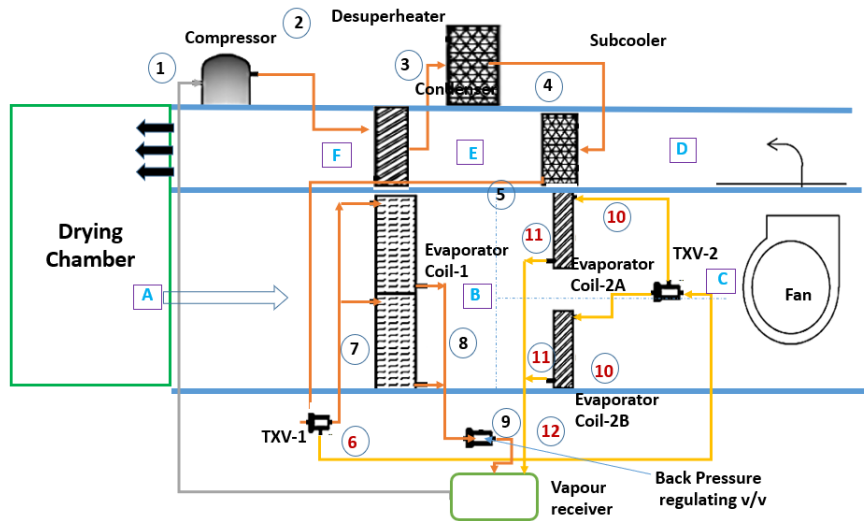 Desuperheater
2
Compressor
Subcooler
1
3
4
Condenser
F
E
D
Drying
Chamber
5
10
11
TXV-2
Evaporator
Coil-1
Evaporator
Coil-2A
A
B
C
Fan
7
8
11
10
Evaporator
Coil-2B
TXV-1
6
9
12
Back Pressure
regulating v/v
Vapour
receiver